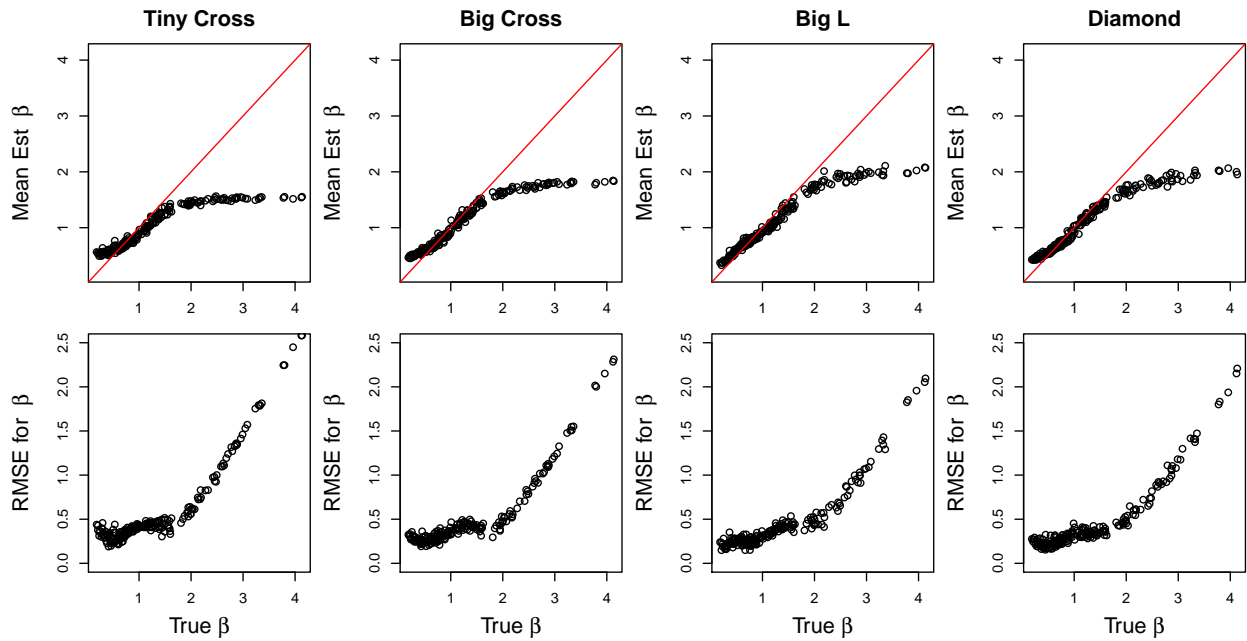 Tiny Cross
Big Cross
Big L
Diamond
Mean Est β
4
3
2
1
1 2 3 4
Mean Est β
4
3
2
1
1 2 3 4
Mean Est β
4
3
2
1
1 2 3 4
Mean Est β
4
3
2
1
1 2 3 4
RMSE for β
2.5
2.0
1.5
1.0
0.5
0.0
1 2 3 4
True β
RMSE for β
2.5
2.0
1.5
1.0
0.5
0.0
1 2 3 4
True β
RMSE for β
2.5
2.0
1.5
1.0
0.5
0.0
1 2 3 4
True β
RMSE for β
2.5
2.0
1.5
1.0
0.5
0.0
1 2 3 4
True β